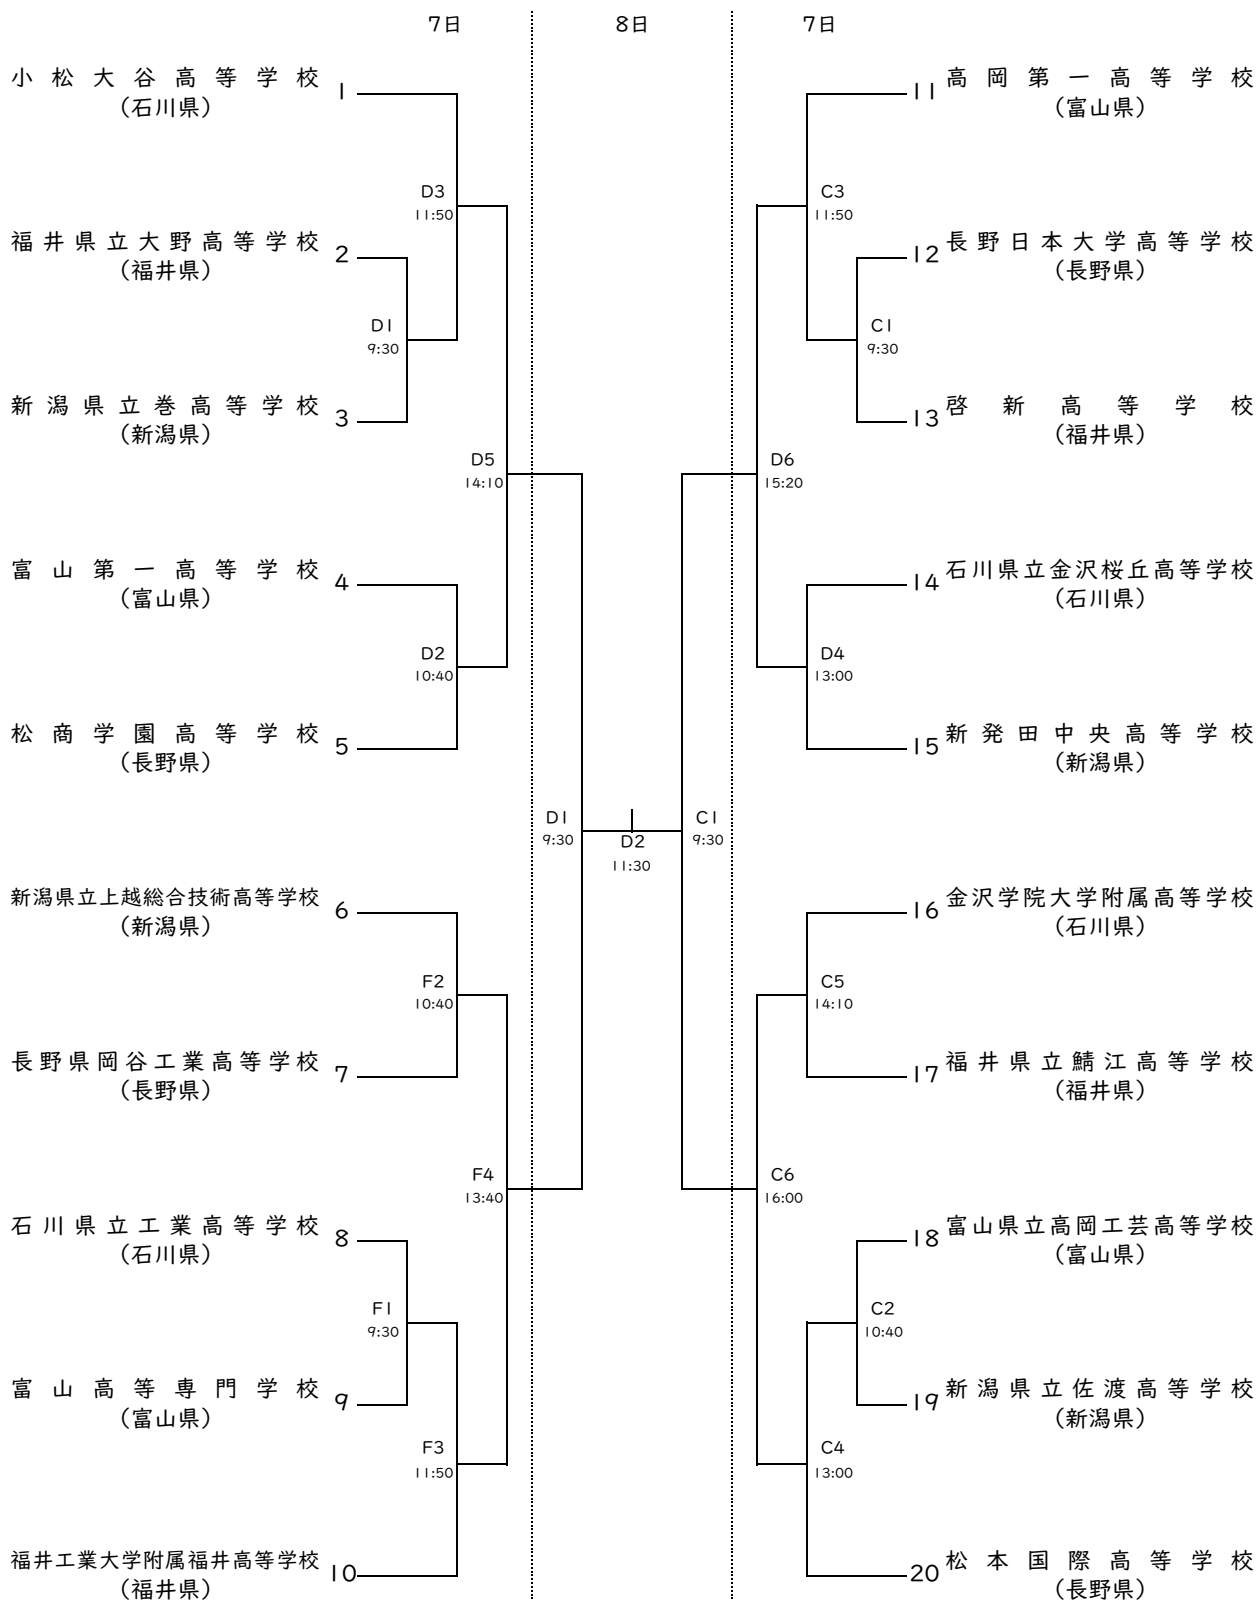 7日
8日
7日
小松大谷高等学校
(石川県)
1
D3
11:50
福井県立大野高等学校
(福井県)
2
D1
9:30
新潟県立巻高等学校
(新潟県)
3
D5
14:10
富山第一高等学校
(富山県)
4
D2
10:40
松商学園高等学校
(長野県)
5
新潟県立上越総合技術高等学校
(新潟県)
6
F2
10:40
長野県岡谷工業高等学校
(長野県)
7
F4
13:40
石川県立工業高等学校
(石川県)
8
F1
9:30
富山高等専門学校
(富山県)
9
F3
11:50
福井工業大学附属福井高等学校
(福井県)
10
D1
9:30
D2
11:30
C1
9:30
11
高岡第一高等学校
(富山県)
C3
11:50
12
長野日本大学高等学校
(長野県)
C1
9:30
13
啓新高等学校
(福井県)
D6
15:20
14
石川県立金沢桜丘高等学校
(石川県)
D4
13:00
15
新発田中央高等学校
(新潟県)
16
金沢学院大学附属高等学校
(石川県)
C5
14:10
17
福井県立鯖江高等学校
(福井県)
C6
16:00
18
富山県立高岡工芸高等学校
(富山県)
C2
10:40
19
新潟県立佐渡高等学校
(新潟県)
C4
13:00
20
松本国際高等学校
(長野県)